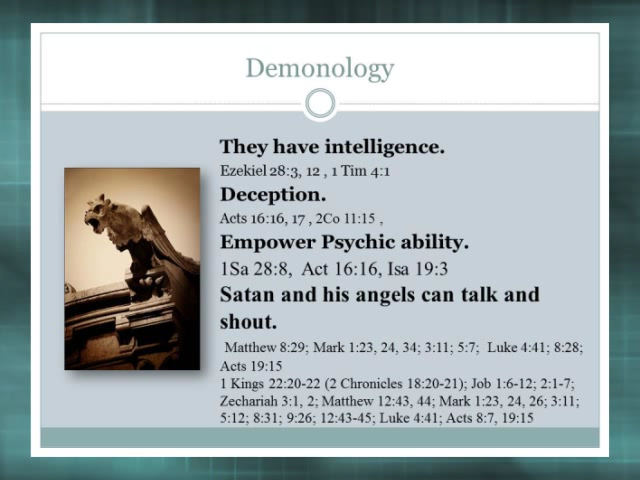 Demonology
They have intelligence.
Ezekiel 28:3, 12 , 1 Tim 4:1
Deception.
Acts 16:16, 17 , 2Co 11:15 ,
Empower Psychic ability.
1Sa 28:8,  Act 16:16, Isa 19:3
Satan and his angels can talk and
shout.
Matthew 8:29; Mark 1:23, 24, 34; 3:11; 5:7;  Luke 4:41; 8:28;
Acts 19:15
1 Kings 22:20-22 (2 Chronicles 18:20-21); Job 1:6-12; 2:1-7;
Zechariah 3:1, 2; Matthew 12:43, 44; Mark 1:23, 24, 26; 3:11;
5:12; 8:31; 9:26; 12:43-45; Luke 4:41; Acts 8:7, 19:15